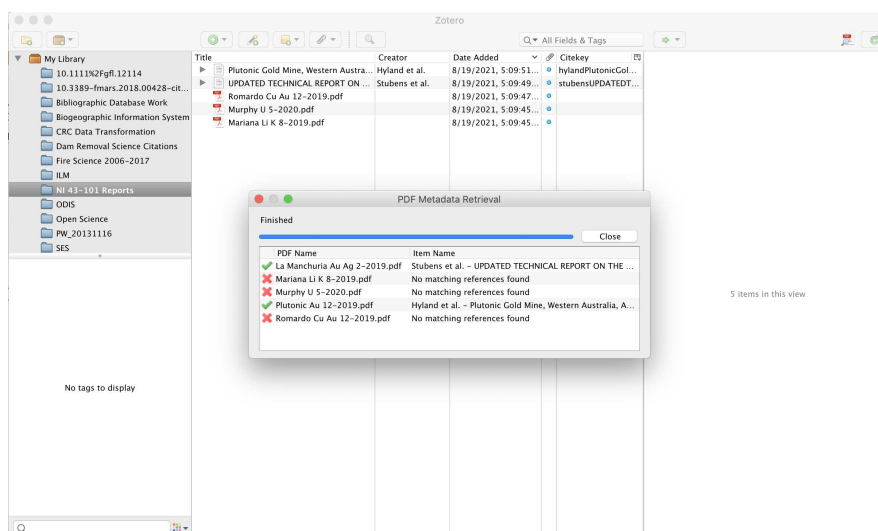 Zotero
All Fields & Tags
My Library
10.1111%2Fgfl.12114
10.3389-fmars.2018.00428-cit...
Bibliographic Database Work
Biogeographic Information System
CRC Data Transformation
Dam Removal Science Citations
Fire Science 2006-2017
ILM
NI 43-101 Reports
ODIS
Open Science
PW_20131116
SES
No tags to display
Title Creator Date Added Citekey
Plutonic Gold Mine, Western Austra... Hyland et al. 8/19/2021, 5:09:51... hylandPlutonicGol...
UPDATED TECHNICAL REPORT ON ... Stubens et al. 8/19/2021, 5:09:49... stubensUPDATEDT...
Romardo Cu Au 12-2019.pdf 8/19/2021, 5:09:47...
Murphy U 5-2020.pdf 8/19/2021, 5:09:45...
Mariana Li K 8-2019.pdf 8/19/2021, 5:09:45...
PDF Metadata Retrieval
Finished
Close
PDF Name Item Name
La Manchuria Au Ag 2-2019.pdf Stubens et al. - UPDATED TECHNICAL REPORT ON THE ...
Mariana Li K 8-2019.pdf No matching references found
Murphy U 5-2020.pdf No matching references found
Plutonic Au 12-2019.pdf Hyland et al. - Plutonic Gold Mine, Western Australia, A...
Romardo Cu Au 12-2019.pdf No matching references found
5 items in this view